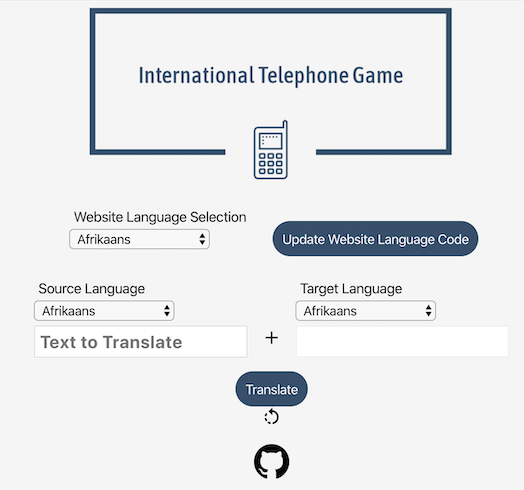 International Telephone Game
Website Language Selection
Afrikaans
Update Website Language Code
Source Language
Target Language
Afrikaans
Afrikaans
Text to Translate
+
Translate